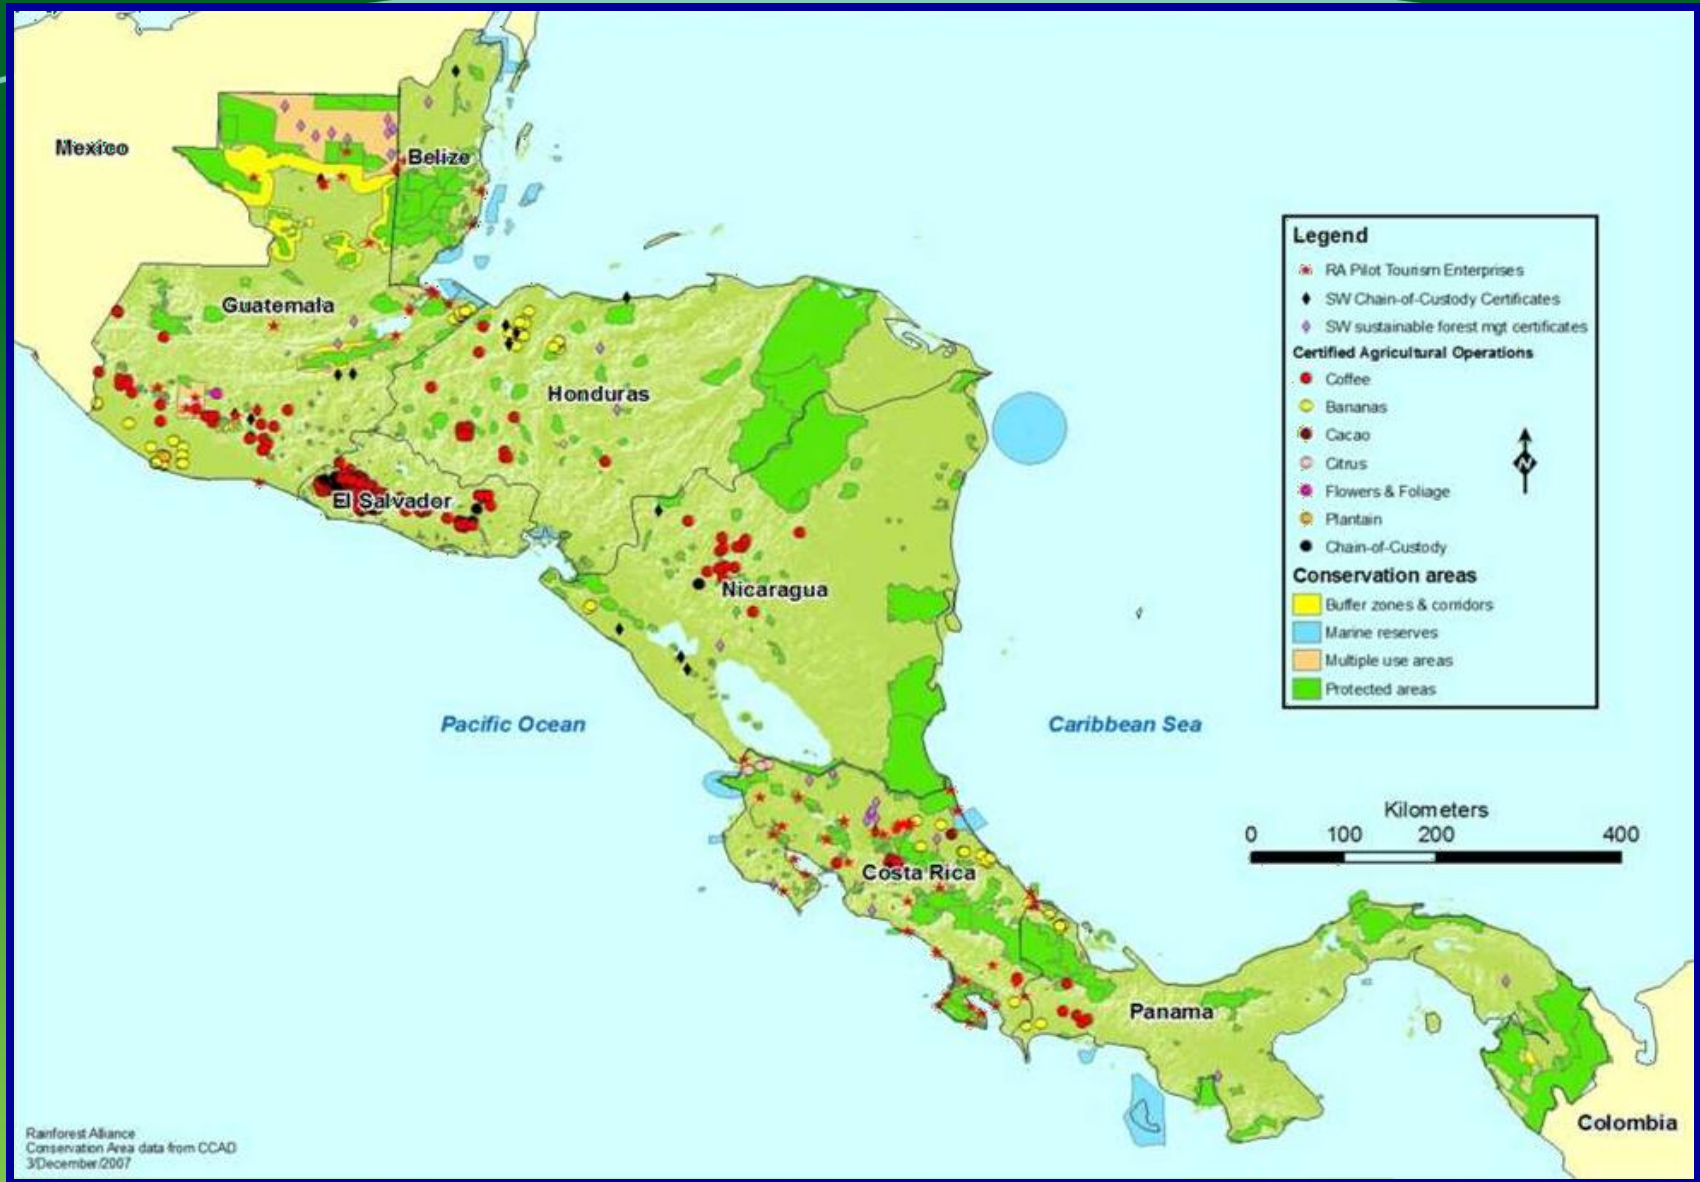 Mexico
Belize
Guatemala
Honduras
El Salvador
Nicaragua
Pacific Ocean
Caribbean Sea
Costa Rica
Panama
Colombia
Legend
RA Pilot Tourism Enterprises
SW Chain-of-Custody Certificates
SW sustainable forest mgt certificates
Certified Agricultural Operations
Coffee
Bananas
Cacao
Citrus
Flowers & Foliage
Plantain
Chain-of-Custody
N
Conservation areas
Buffer zones & corridors
Marine reserves
Multiple use areas
Protected areas
Kilometers
0 100 200 400
Rainforest Alliance
Conservation Area data from CCAD
3/December/2007